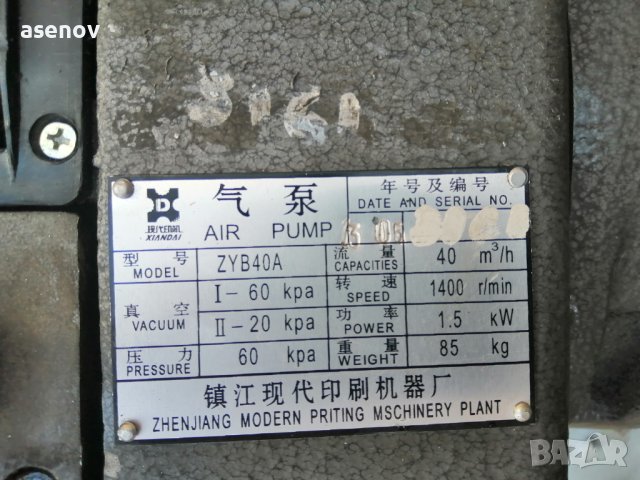 asenov
气 泵
AIR PUMP
年号及编号
DATE AND SERIAL NO.
现代印机
XIANDAI
型 号
MODEL
ZYB40A
流 量
CAPACITIES
40 m³/h
真 空
VACUUM
I - 60 kpa
转 速
SPEED
1400 r/min
II - 20 kpa
功 率
POWER
1.5 kW
压 力
PRESSURE
60 kpa
重 量
WEIGHT
85 kg
镇江现代印刷机器厂
ZHENJIANG MODERN PRITING MSCHINERY PLANT
BAZAR